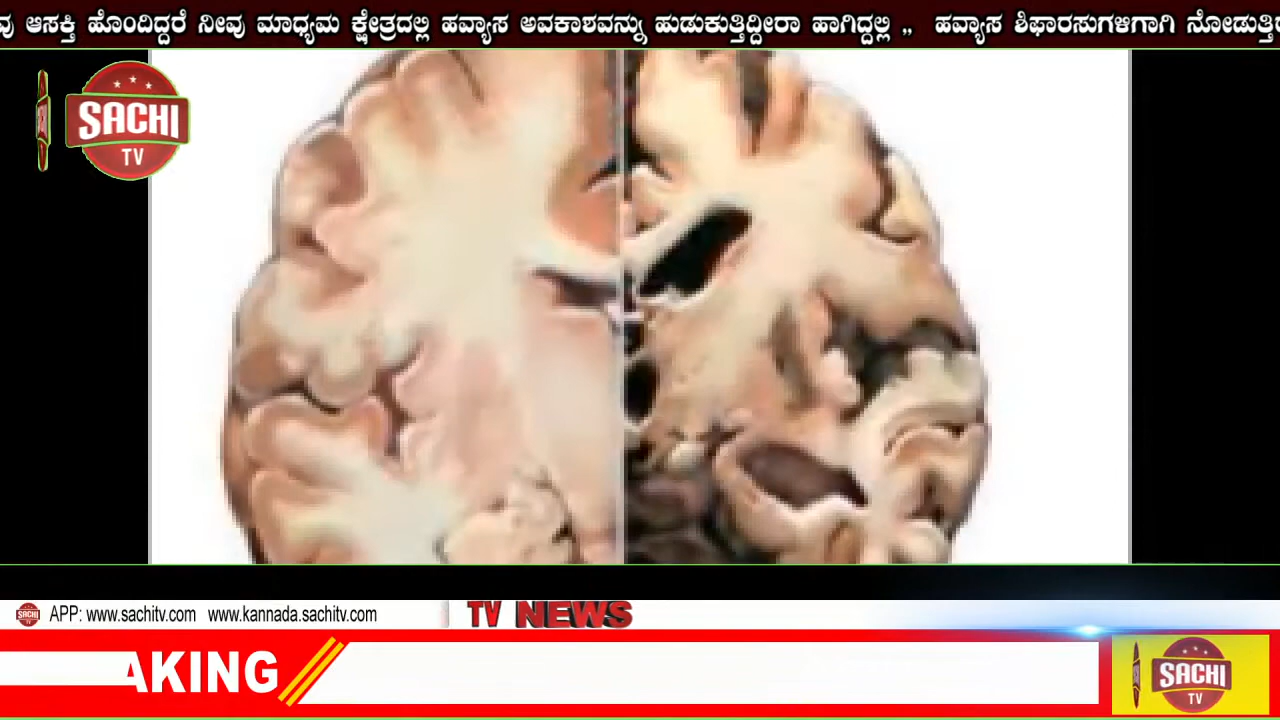 ಆಸಕ್ತಿ ಹೊಂದಿದ್ದರೆ ನೀವು ಮಾಧ್ಯಮ ಕ್ಷೇತ್ರದಲ್ಲಿ ಹವ್ಯಾಸ ಅವಕಾಶವನ್ನು ಹುಡುಕುತ್ತಿದ್ದೀರಾ ಹಾಗಿದ್ದಲ್ಲಿ ,, ಹವ್ಯಾಸ ಶಿಫಾರಸುಗಳಿಗಾಗಿ
SACHI
TV
APP: www.sachitv.com www.kannada.sachitv.com
TV NEWS
AKING
SACHI
TV